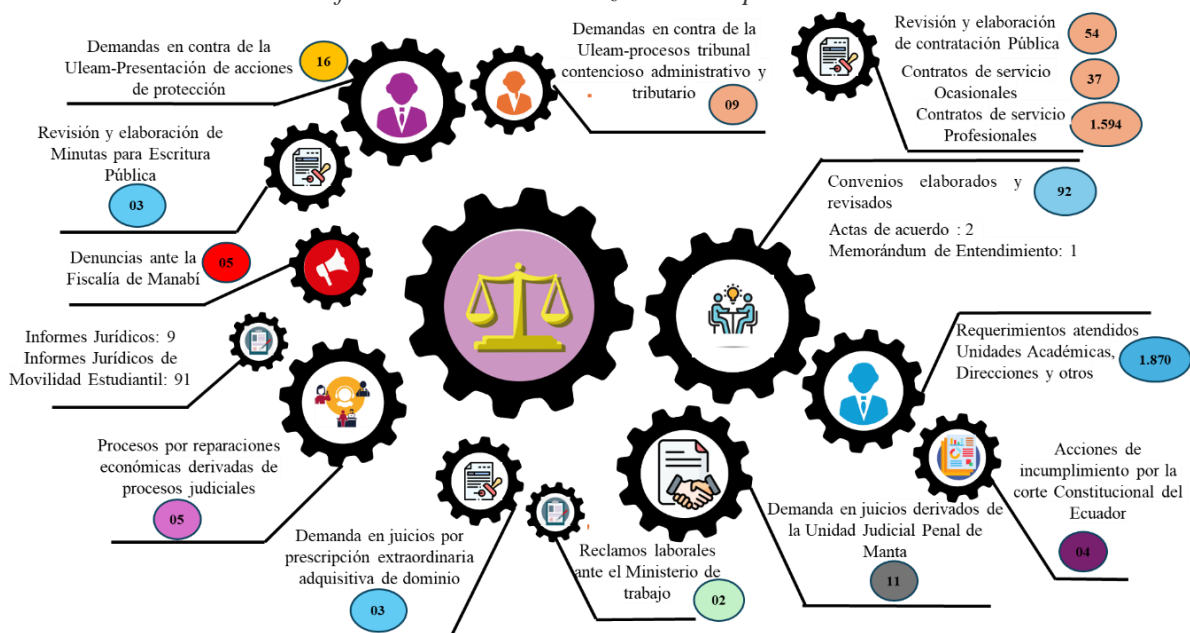 Demandas en contra de la
Uleam-Presentación de acciones
de protección
16
Demandas en contra de la
Uleam-procesos tribunal
contencioso administrativo y
tributario
09
Revisión y elaboración
de contratación Pública
54
Contratos de servicio
Ocasionales
37
Contratos de servicio
Profesionales
1.594
Revisión y elaboración de
Minutas para Escritura
Pública
03
Convenios elaborados y
revisados
92
Actas de acuerdo : 2
Memorándum de Entendimiento: 1
Denuncias ante la
Fiscalía de Manabí
05
Informes Jurídicos: 9
Informes Jurídicos de
Movilidad Estudiantil: 91
Requerimientos atendidos
Unidades Académicas,
Direcciones y otros
1.870
Procesos por reparaciones
económicas derivadas de
procesos judiciales
05
Demanda en juicios por
prescripción extraordinaria
adquisitiva de dominio
03
Reclamos laborales
ante el Ministerio de
trabajo
02
Demanda en juicios derivados de
la Unidad Judicial Penal de
Manta
11
Acciones de
incumplimiento por la
corte Constitucional del
Ecuador
04